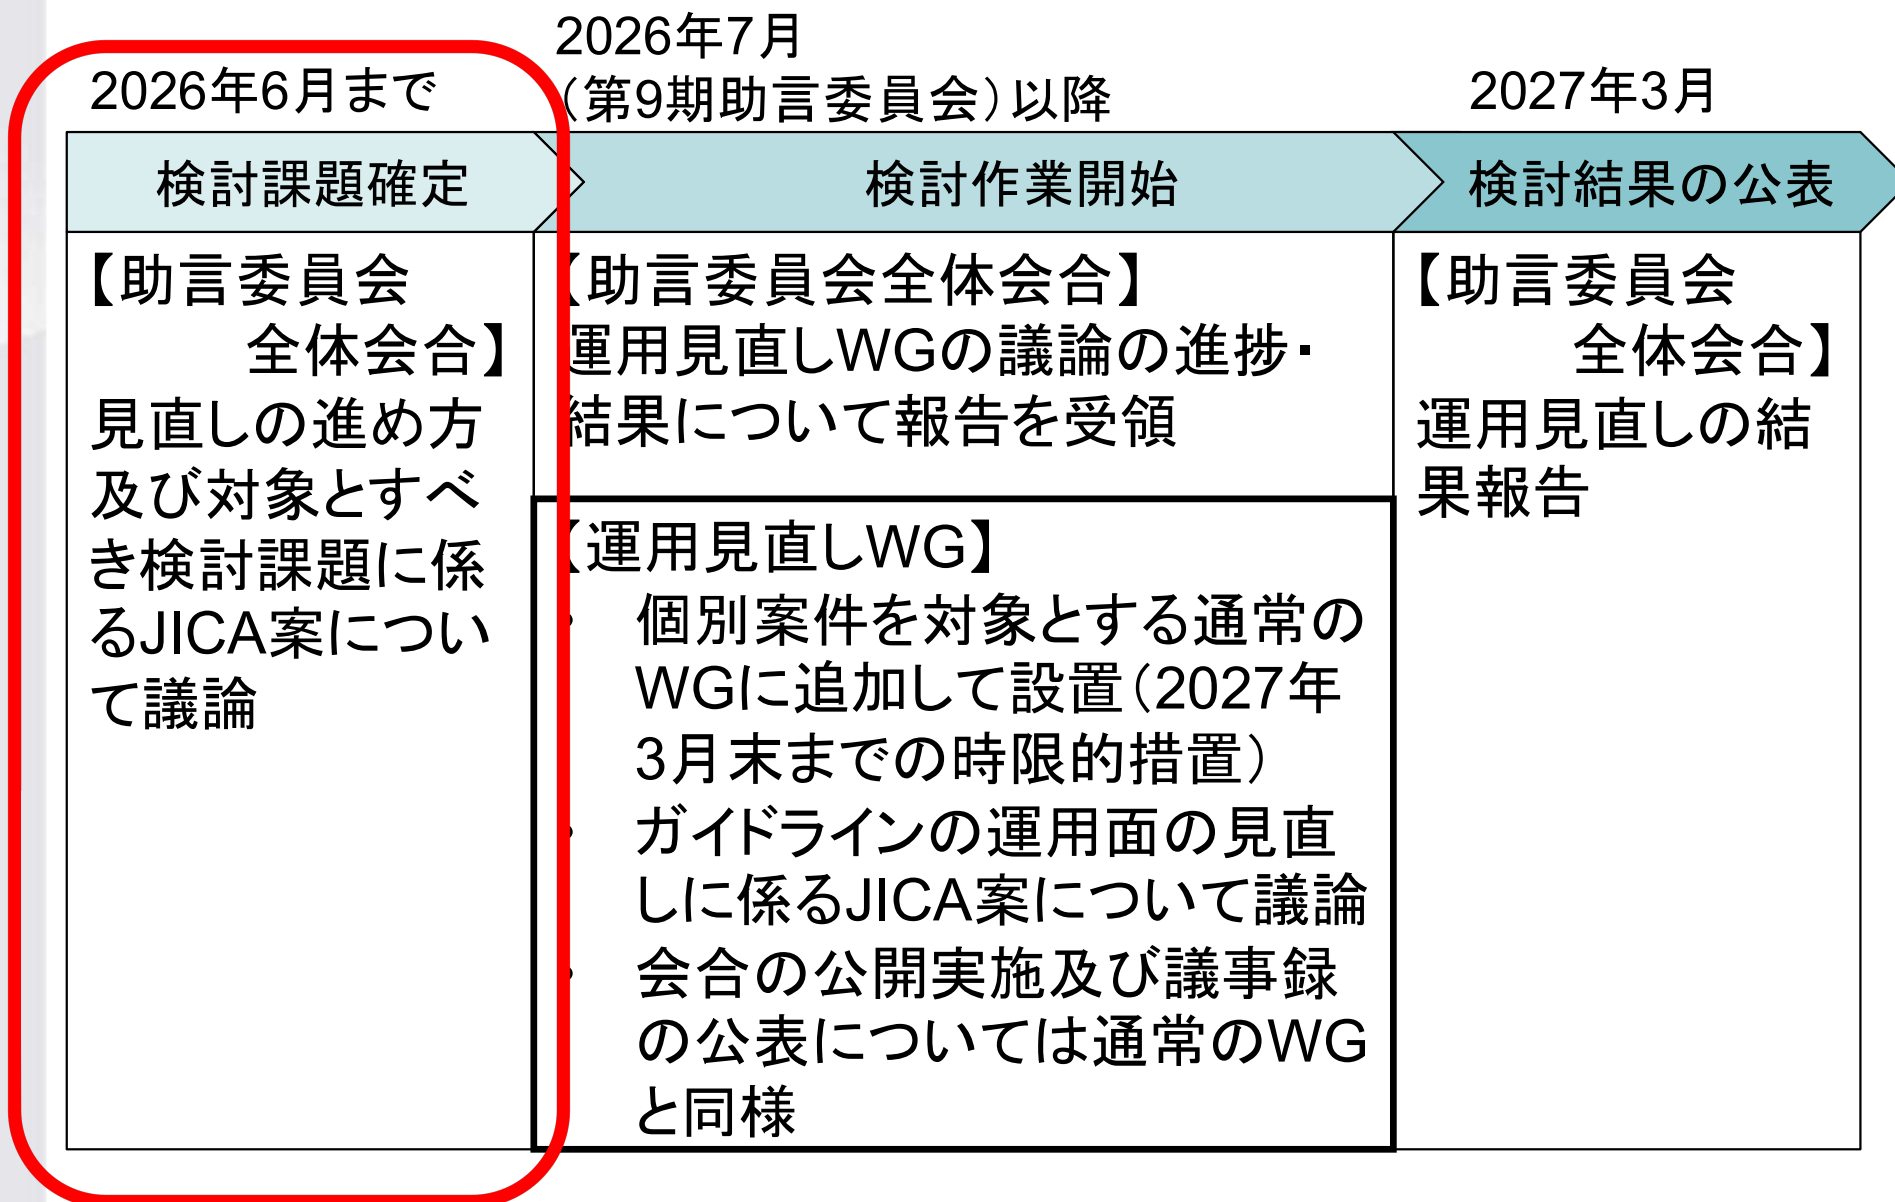 2026年6月まで
2026年7月
（第9期助言委員会）以降
2027年3月
検討課題確定
検討作業開始
検討結果の公表
【助言委員会
全体会合】
見直しの進め方
及び対象とすべ
き検討課題に係
るJICA案につい
て議論
【助言委員会全体会合】
運用見直しWGの議論の進捗・
結果について報告を受領
【運用見直しWG】
• 個別案件を対象とする通常の
WGに追加して設置（2027年
3月末までの時限的措置）
• ガイドラインの運用面の見直
しに係るJICA案について議論
• 会合の公開実施及び議事録
の公表については通常のWG
と同様
【助言委員会
全体会合】
運用見直しの結
果報告